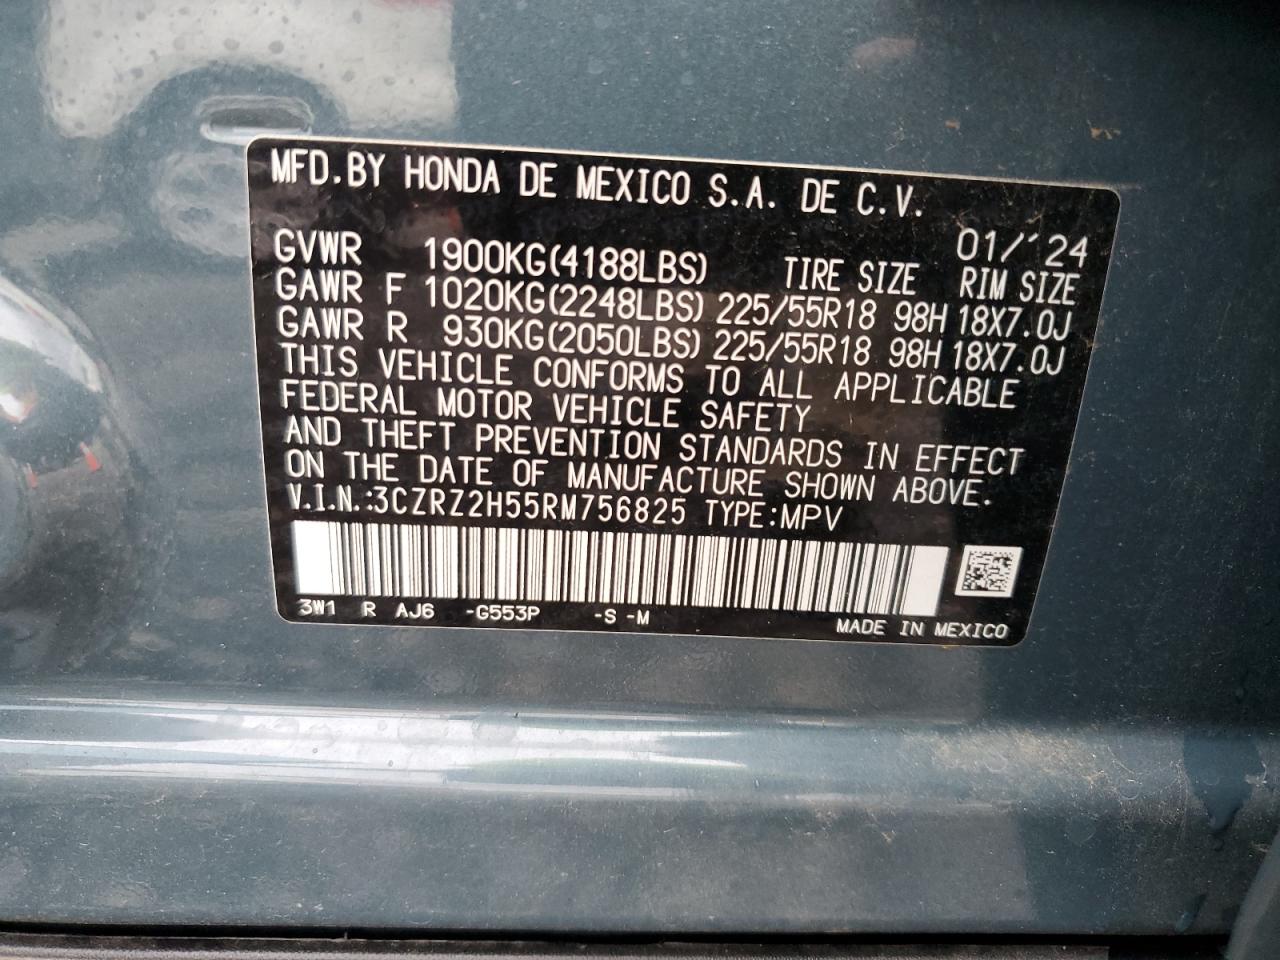 MFD.BY HONDA DE MEXICO S.A. DE C.V.
01/'24
GVWR 1900KG(4188LBS) TIRE SIZE RIM SIZE
GAWR F 1020KG(2248LBS) 225/55R18 98H 18X7.0J
GAWR R 930KG(2050LBS) 225/55R18 98H 18X7.0J
THIS VEHICLE CONFORMS TO ALL APPLICABLE
FEDERAL MOTOR VEHICLE SAFETY
AND THEFT PREVENTION STANDARDS IN EFFECT
ON THE DATE OF MANUFACTURE SHOWN ABOVE.
V.I.N.:3CZRZ2H55RM756825 TYPE:MPV
3W1 R AJ6 -G553P -S -M
MADE IN MEXICO